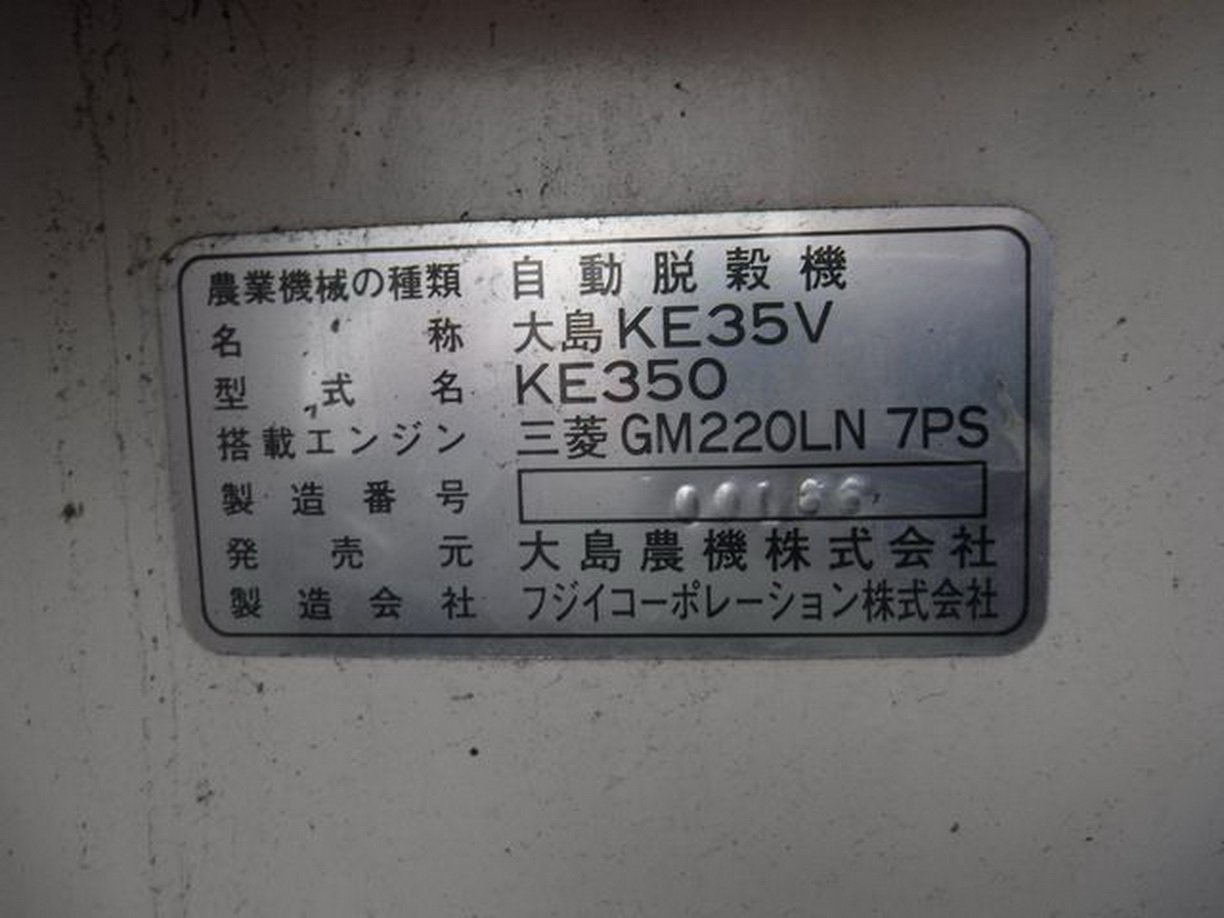 農業機械の種類 自動脱穀機
名称 大島KE35V
型式名 KE350
搭載エンジン 三菱GM220LN 7PS
製造番号
発売元 大島農機株式会社
製造会社 フジイコーポレーション株式会社